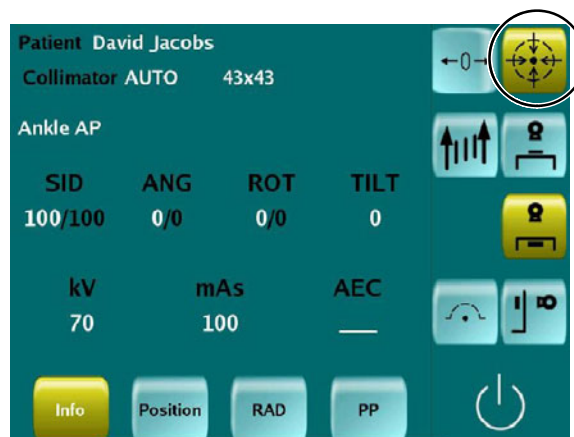 Patient David Jacobs
Collimator AUTO 43x43
Ankle AP
SID ANG ROT TILT
100/100 0/0 0/0 0
kV mAs AEC
70 100 __
Info Position RAD PP